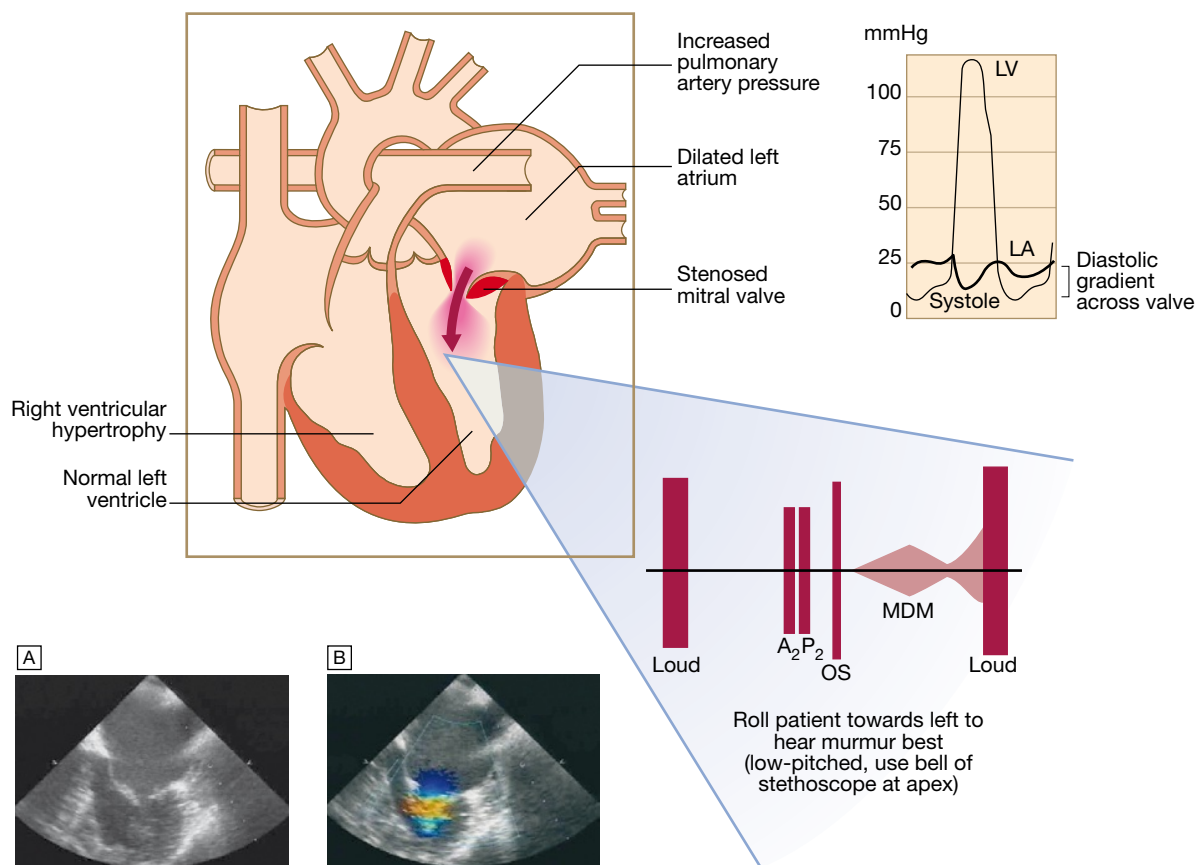 Increased
pulmonary
artery pressure
Dilated left
atrium
Stenosed
mitral valve
Right ventricular
hypertrophy
Normal left
ventricle
mmHg
100
75
50
25
0
LV
LA
Systole
Diastolic
gradient
across valve
Loud
A₂P₂
OS
MDM
Loud
Roll patient towards left to
hear murmur best
(low-pitched, use bell of
stethoscope at apex)
A
B